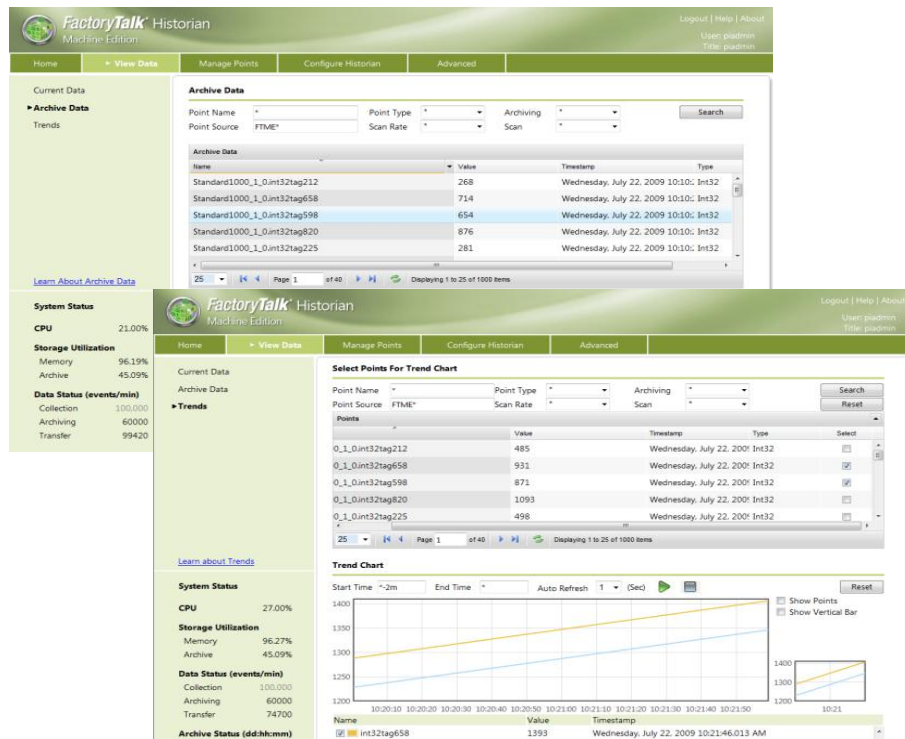 FactoryTalk® Historian
Machine Edition
Logout | Help | About
User: piadmin
Title: piadmin
Home
View Data
Manage Points
Configure Historian
Advanced
Current Data
Archive Data
Trends
Learn About Archive Data
Archive Data
Point Name * Point Type * Archiving * Search
Point Source FTME* Scan Rate * Scan *
Archive Data
Name Value Timestamp Type
Standard1000_1_0.int32tag212 268 Wednesday, July 22, 2009 10:10: Int32
Standard1000_1_0.int32tag658 714 Wednesday, July 22, 2009 10:10: Int32
Standard1000_1_0.int32tag598 654 Wednesday, July 22, 2009 10:10: Int32
Standard1000_1_0.int32tag820 876 Wednesday, July 22, 2009 10:10: Int32
Standard1000_1_0.int32tag225 281 Wednesday, July 22, 2009 10:10: Int32
25 Page 1 of 40 Displaying 1 to 25 of 1000 items
System Status
CPU 21.00%
Storage Utilization
Memory 96.19%
Archive 45.09%
Data Status (events/min)
Collection 100,000
Archiving 60000
Transfer 99420
FactoryTalk® Historian
Machine Edition
Logout | Help | About
User: piadmin
Title: piadmin
Home
View Data
Manage Points
Configure Historian
Advanced
Current Data
Archive Data
Trends
Learn about Trends
Select Points For Trend Chart
Point Name * Point Type * Archiving * Search
Point Source FTME* Scan Rate * Scan * Reset
Points
Value Timestamp Type Select
0_1_0.int32tag212 485 Wednesday, July 22, 200 Int32
0_1_0.int32tag658 931 Wednesday, July 22, 200 Int32
0_1_0.int32tag598 871 Wednesday, July 22, 200 Int32
0_1_0.int32tag820 1093 Wednesday, July 22, 200 Int32
0_1_0.int32tag225 498 Wednesday, July 22, 200 Int32
25 Page 1 of 40 Displaying 1 to 25 of 1000 items
System Status
CPU 27.00%
Storage Utilization
Memory 96.27%
Archive 45.09%
Data Status (events/min)
Collection 100,000
Archiving 60000
Transfer 74700
Archive Status (dd:hh:mm)
Trend Chart
Start Time *-2m End Time * Auto Refresh 1 (Sec) Reset
Show Points
Show Vertical Bar
1400
1350
1300
1250
1200
10:20:10 10:20:20 10:20:30 10:20:40 10:20:50 10:21:00 10:21:10 10:21:20 10:21:30 10:21:40 10:21:50
1400
1300
1200
10:21
Name Value Timestamp
int32tag658 1393 Wednesday, July 22, 2009 10:21:46.013 AM